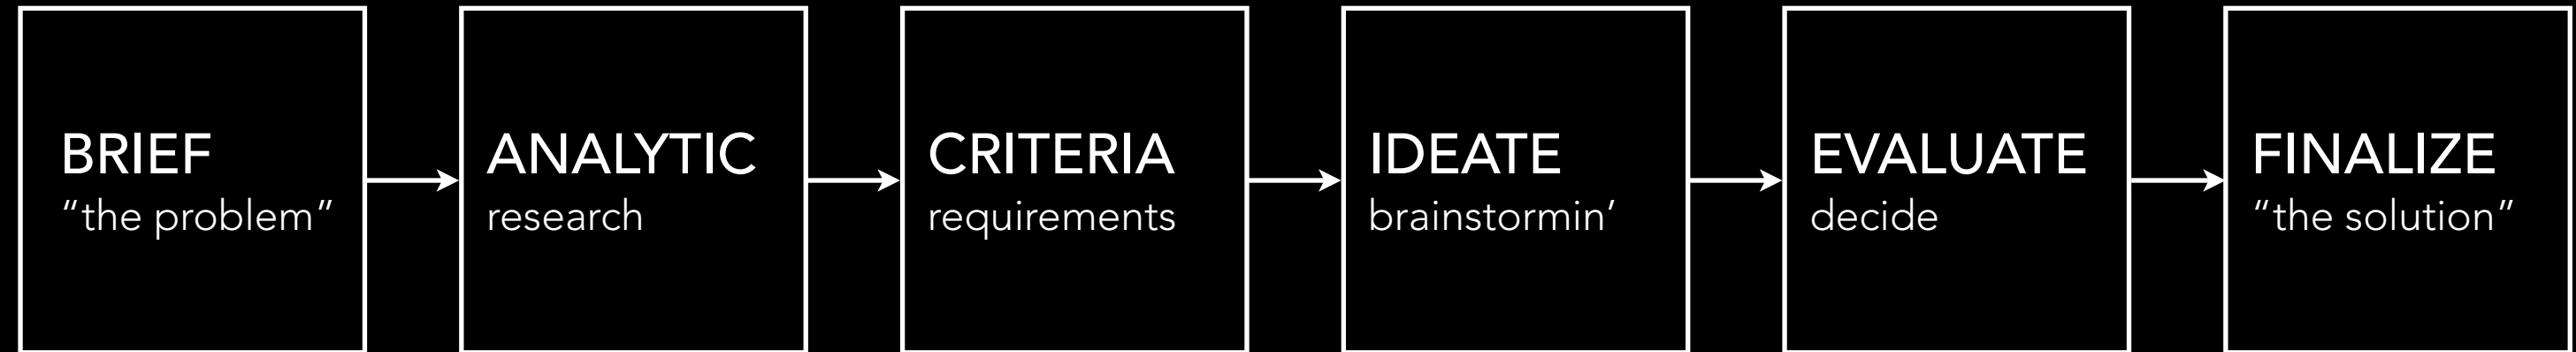 BRIEF
“the problem”
ANALYTIC
research
CRITERIA
requirements
IDEATE
brainstormin’
EVALUATE
decide
FINALIZE
“the solution”